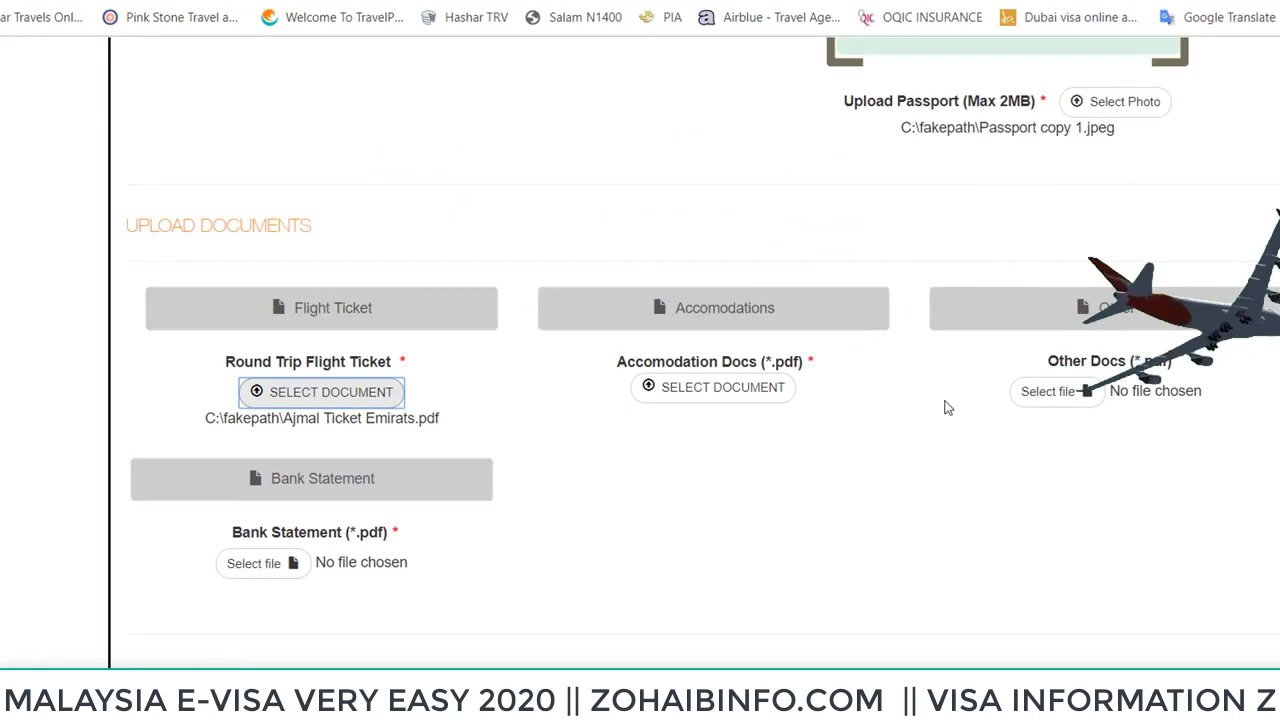 ar Travels Onl... Pink Stone Travel a... Welcome To TravelP... Hashar TRV Salam N1400 PIA Airblue - Travel Age... OQIC INSURANCE Dubai visa online a... Google Translate
Upload Passport (Max 2MB) * Select Photo
C:\fakepath\Passport copy 1.jpeg
UPLOAD DOCUMENTS
Flight Ticket Accomodations
Round Trip Flight Ticket * Accomodation Docs (*.pdf) * Other Docs (*.pdf)
SELECT DOCUMENT SELECT DOCUMENT Select file No file chosen
C:\fakepath\Ajmal Ticket Emirats.pdf
Bank Statement
Bank Statement (*.pdf) *
Select file No file chosen
MALAYSIA E-VISA VERY EASY 2020 || ZOHAIBINFO.COM || VISA INFORMATION Z